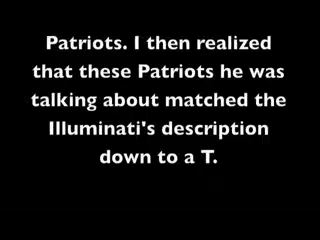 Patriots. I then realized
that these Patriots he was
talking about matched the
Illuminati's description
down to a T.